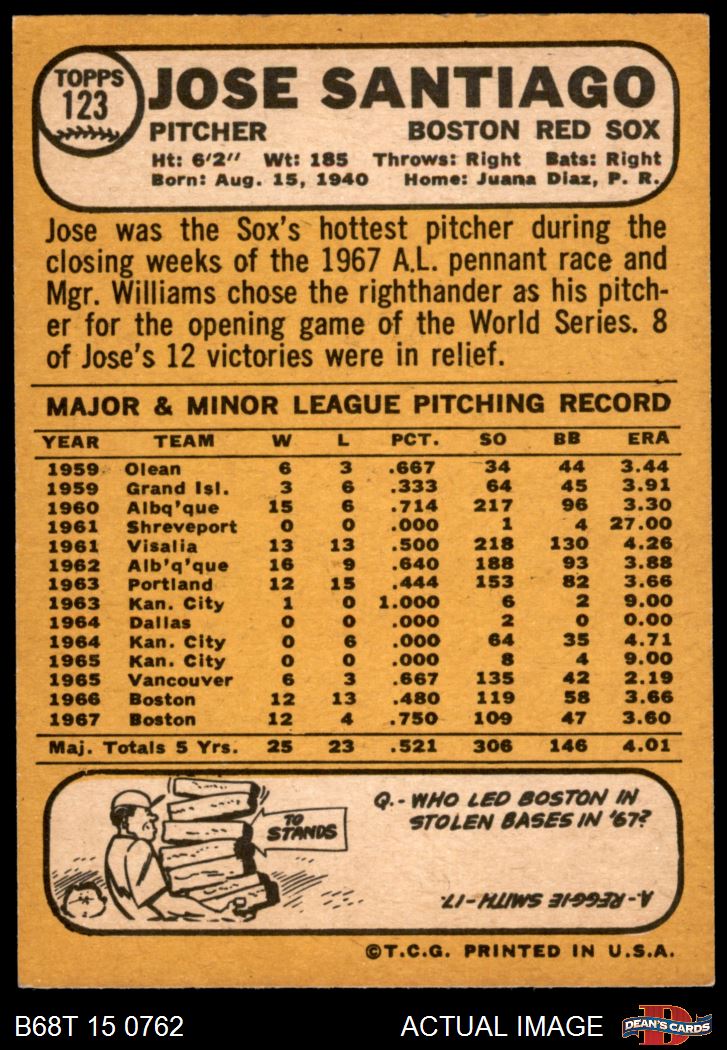 TOPPS
123
JOSE SANTIAGO
PITCHER BOSTON RED SOX
Ht: 6'2" Wt: 185 Throws: Right Bats: Right
Born: Aug. 15, 1940 Home: Juana Diaz, P. R.
Jose was the Sox's hottest pitcher during the
closing weeks of the 1967 A.L. pennant race and
Mgr. Williams chose the righthander as his pitch-
er for the opening game of the World Series. 8
of Jose's 12 victories were in relief.
MAJOR & MINOR LEAGUE PITCHING RECORD
YEAR TEAM W L PCT. SO BB ERA
1959 Olean 6 3 .667 34 44 3.44
1959 Grand Isl. 3 6 .333 64 45 3.91
1960 Albq'que 15 6 .714 217 96 3.30
1961 Shreveport 0 0 .000 1 4 27.00
1961 Visalia 13 13 .500 218 130 4.26
1962 Alb'q'que 16 9 .640 188 93 3.88
1963 Portland 12 15 .444 153 82 3.66
1963 Kan. City 1 0 1.000 6 2 9.00
1964 Dallas 0 0 .000 2 0 0.00
1964 Kan. City 0 6 .000 64 35 4.71
1965 Kan. City 0 0 .000 8 4 9.00
1965 Vancouver 6 3 .667 135 42 2.19
1966 Boston 12 13 .480 119 58 3.66
1967 Boston 12 4 .750 109 47 3.60
Maj. Totals 5 Yrs. 25 23 .521 306 146 4.01
TO
STANDS
Q.-WHO LED BOSTON IN
STOLEN BASES IN '67?
A-REGGIE SMITH-17.
©T.C.G. PRINTED IN U.S.A.
B68T 15 0762 ACTUAL IMAGE
D
DEAN'S CARDS